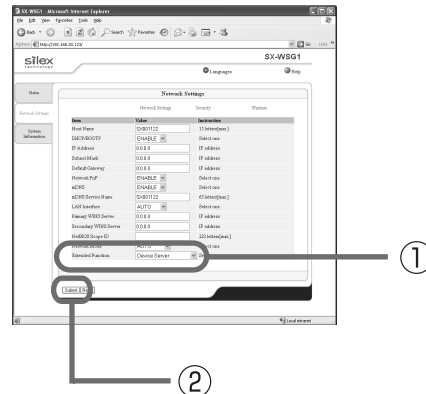 SX-WSG1 - Microsoft Internet Explorer
File Edit View Favorites Tools Help
Back Search Favorites
Address http://192.168.20.123/ Go Links
silex
technology
SX-WSG1
Languages Help
Status
Network Settings
System Information
Network Settings
Network Settings Security Wireless
Item Value Instruction
Host Name SX801122 15 letters[max.]
DHCP/BOOTP ENABLE Select one
IP Address 0.0.0.0 IP address
Subnet Mask 0.0.0.0 IP address
Default Gateway 0.0.0.0 IP address
Network PnP ENABLE Select one
mDNS ENABLE Select one
mDNS Service Name SX801122 63 letters[max.]
LAN Interface AUTO Select one
Primary WINS Server 0.0.0.0 IP address
Secondary WINS Server 0.0.0.0 IP address
NetBIOS Scope ID 223 letters[max.]
Network Mode AUTO Select one
Extended Function Device Server
1
Submit
Local intranet
2